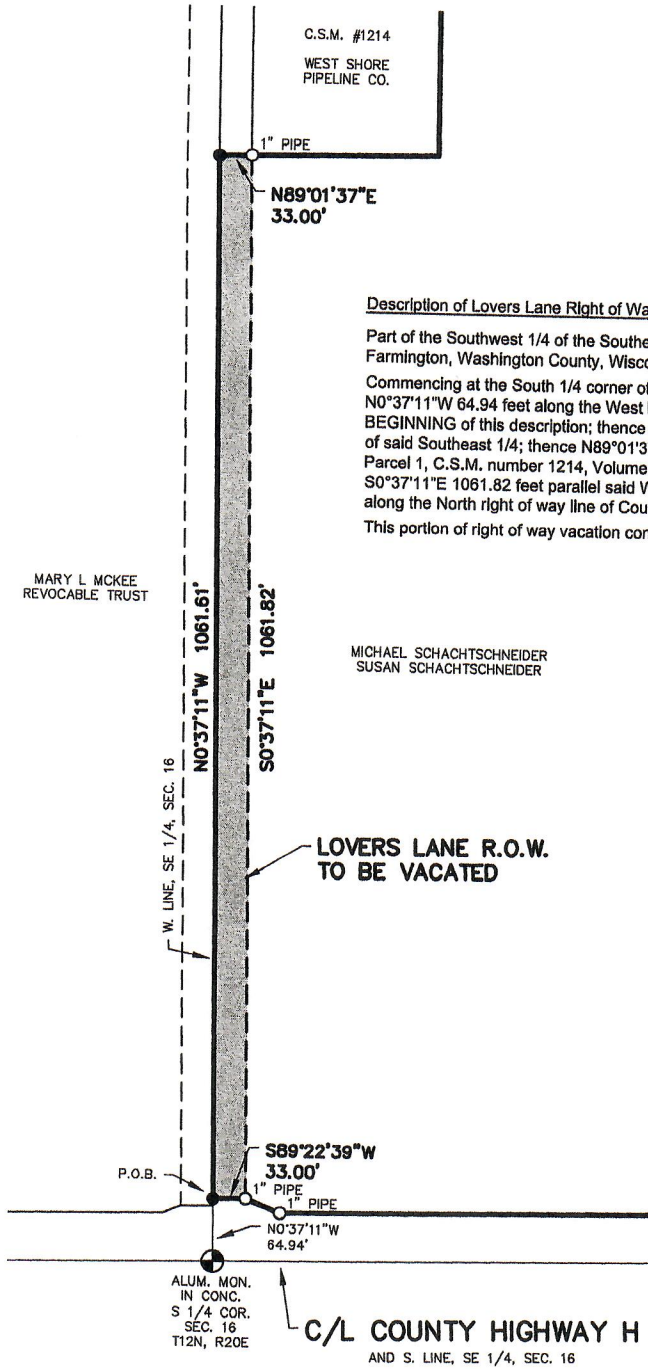 C.S.M. #1214
WEST SHORE
PIPELINE CO.
1" PIPE
N89°01'37"E
33.00'
Description of Lovers Lane Right of Wa
Part of the Southwest 1/4 of the Southe
Farmington, Washington County, Wisco
Commencing at the South 1/4 corner of
N0°37'11"W 64.94 feet along the West
BEGINNING of this description; thence
of said Southeast 1/4; thence N89°01'3
Parcel 1, C.S.M. number 1214, Volume
S0°37'11"E 1061.82 feet parallel said W
along the North right of way line of Cou
This portion of right of way vacation con
MARY L MCKEE
REVOCABLE TRUST
N0°37'11"W 1061.61'
S0°37'11"E 1061.82'
MICHAEL SCHACHTSCHNEIDER
SUSAN SCHACHTSCHNEIDER
W. LINE, SE 1/4, SEC. 16
LOVERS LANE R.O.W.
TO BE VACATED
S89°22'39"W
33.00'
P.O.B.
1" PIPE
1" PIPE
N0°37'11"W
64.94'
ALUM. MON.
IN CONC.
S 1/4 COR.
SEC. 16
T12N, R20E
C/L COUNTY HIGHWAY H
AND S. LINE, SE 1/4, SEC. 16